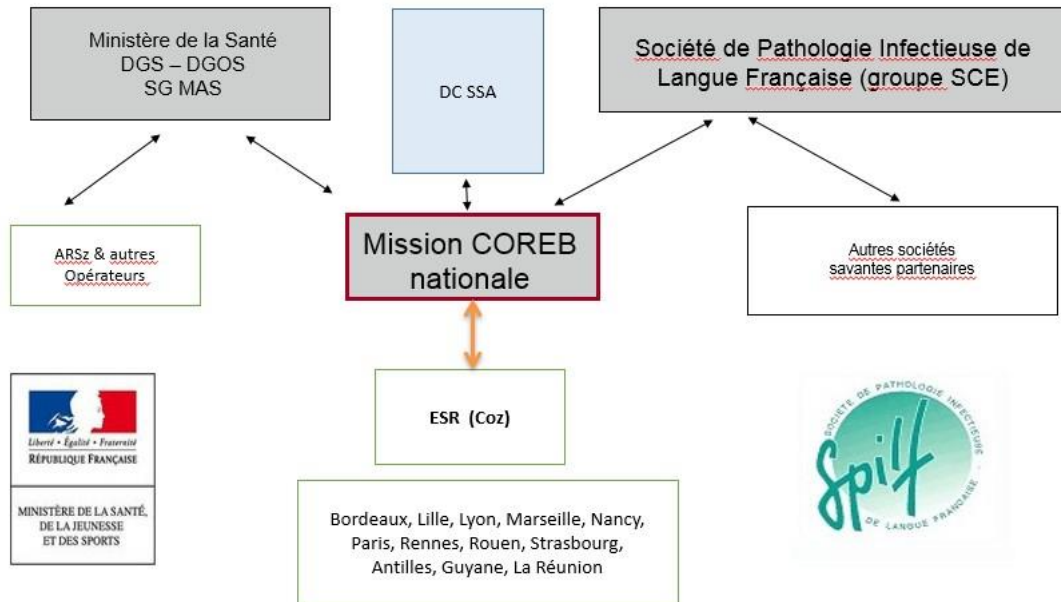 Ministère de la Santé
DGS – DGOS
SG MAS
DC SSA
Société de Pathologie Infectieuse de
Langue Française (groupe SCE)
ARSz & autres
Opérateurs
Mission COREB
nationale
Autres sociétés
savantes partenaires
ESR (Coz)
Bordeaux, Lille, Lyon, Marseille, Nancy,
Paris, Rennes, Rouen, Strasbourg,
Antilles, Guyane, La Réunion
Liberté • Égalité • Fraternité
RÉPUBLIQUE FRANÇAISE
MINISTÈRE DE LA SANTÉ,
DE LA JEUNESSE
ET DES SPORTS
SOCIÉTÉ DE PATHOLOGIE INFECTIEUSE
Spilf
DE LANGUE FRANÇAISE